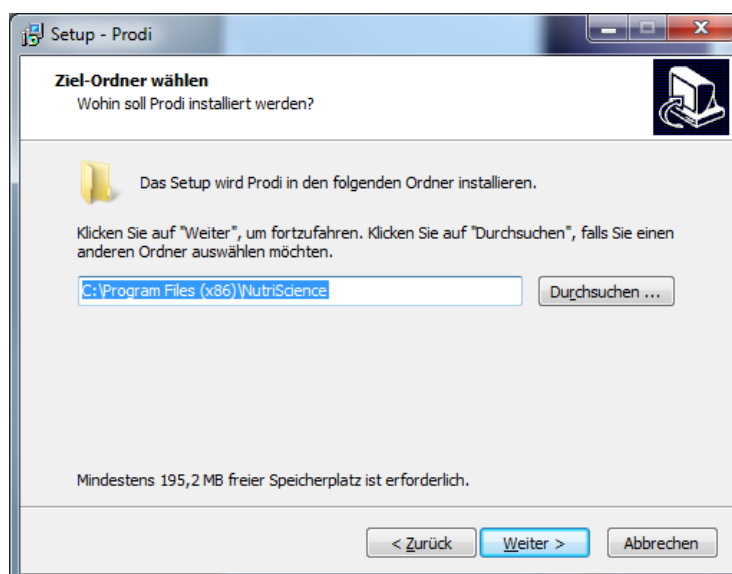 Setup - Prodi
Ziel-Ordner wählen
Wohin soll Prodi installiert werden?
Das Setup wird Prodi in den folgenden Ordner installieren.
Klicken Sie auf "Weiter", um fortzufahren. Klicken Sie auf "Durchsuchen", falls Sie einen
anderen Ordner auswählen möchten.
C:\Program Files (x86)\NutriScience
Durchsuchen ...
Mindestens 195,2 MB freier Speicherplatz ist erforderlich.
< Zurück
Weiter >
Abbrechen